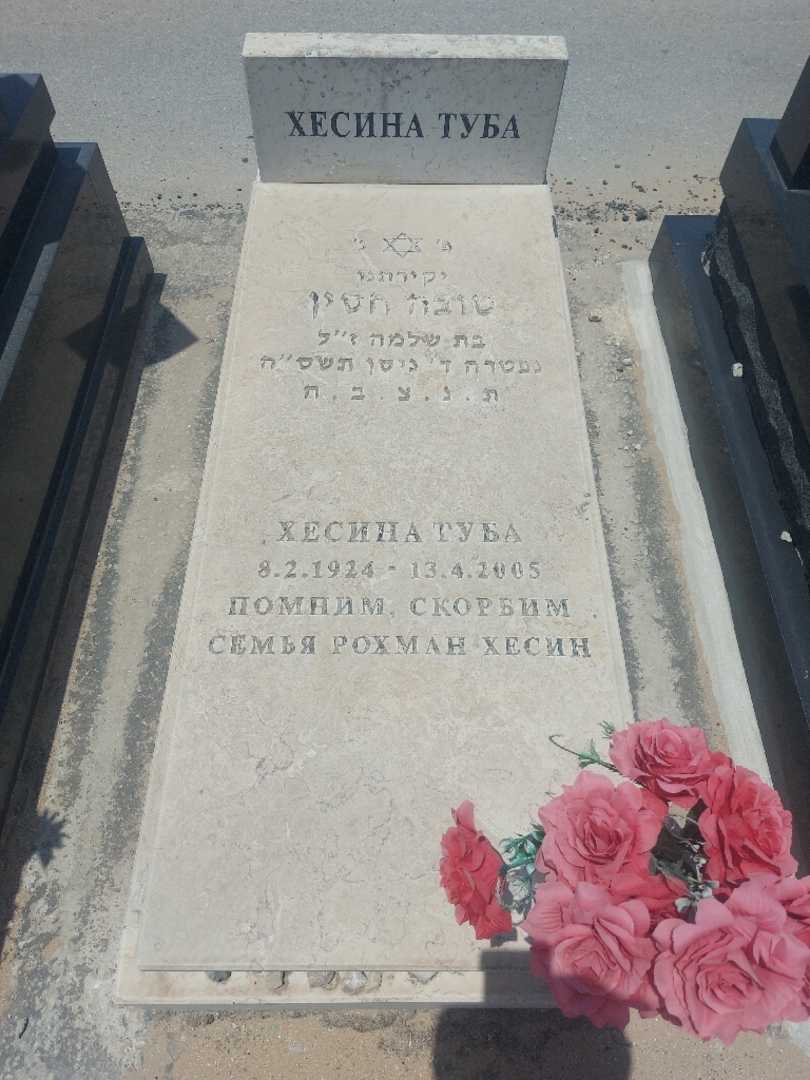 ХЕСИНА ТУБА
פ׳ נ׳
יקירתנו
טובה חסין
בת שלמה ז״ל
נפטרה ד׳ ניסן תשס״ה
ת . נ . צ . ב . ה
ХЕСИНА ТУБА
8.2.1924 - 13.4.2005
ПОМНИМ, СКОРБИМ
СЕМЬЯ РОХМАН ХЕСИН